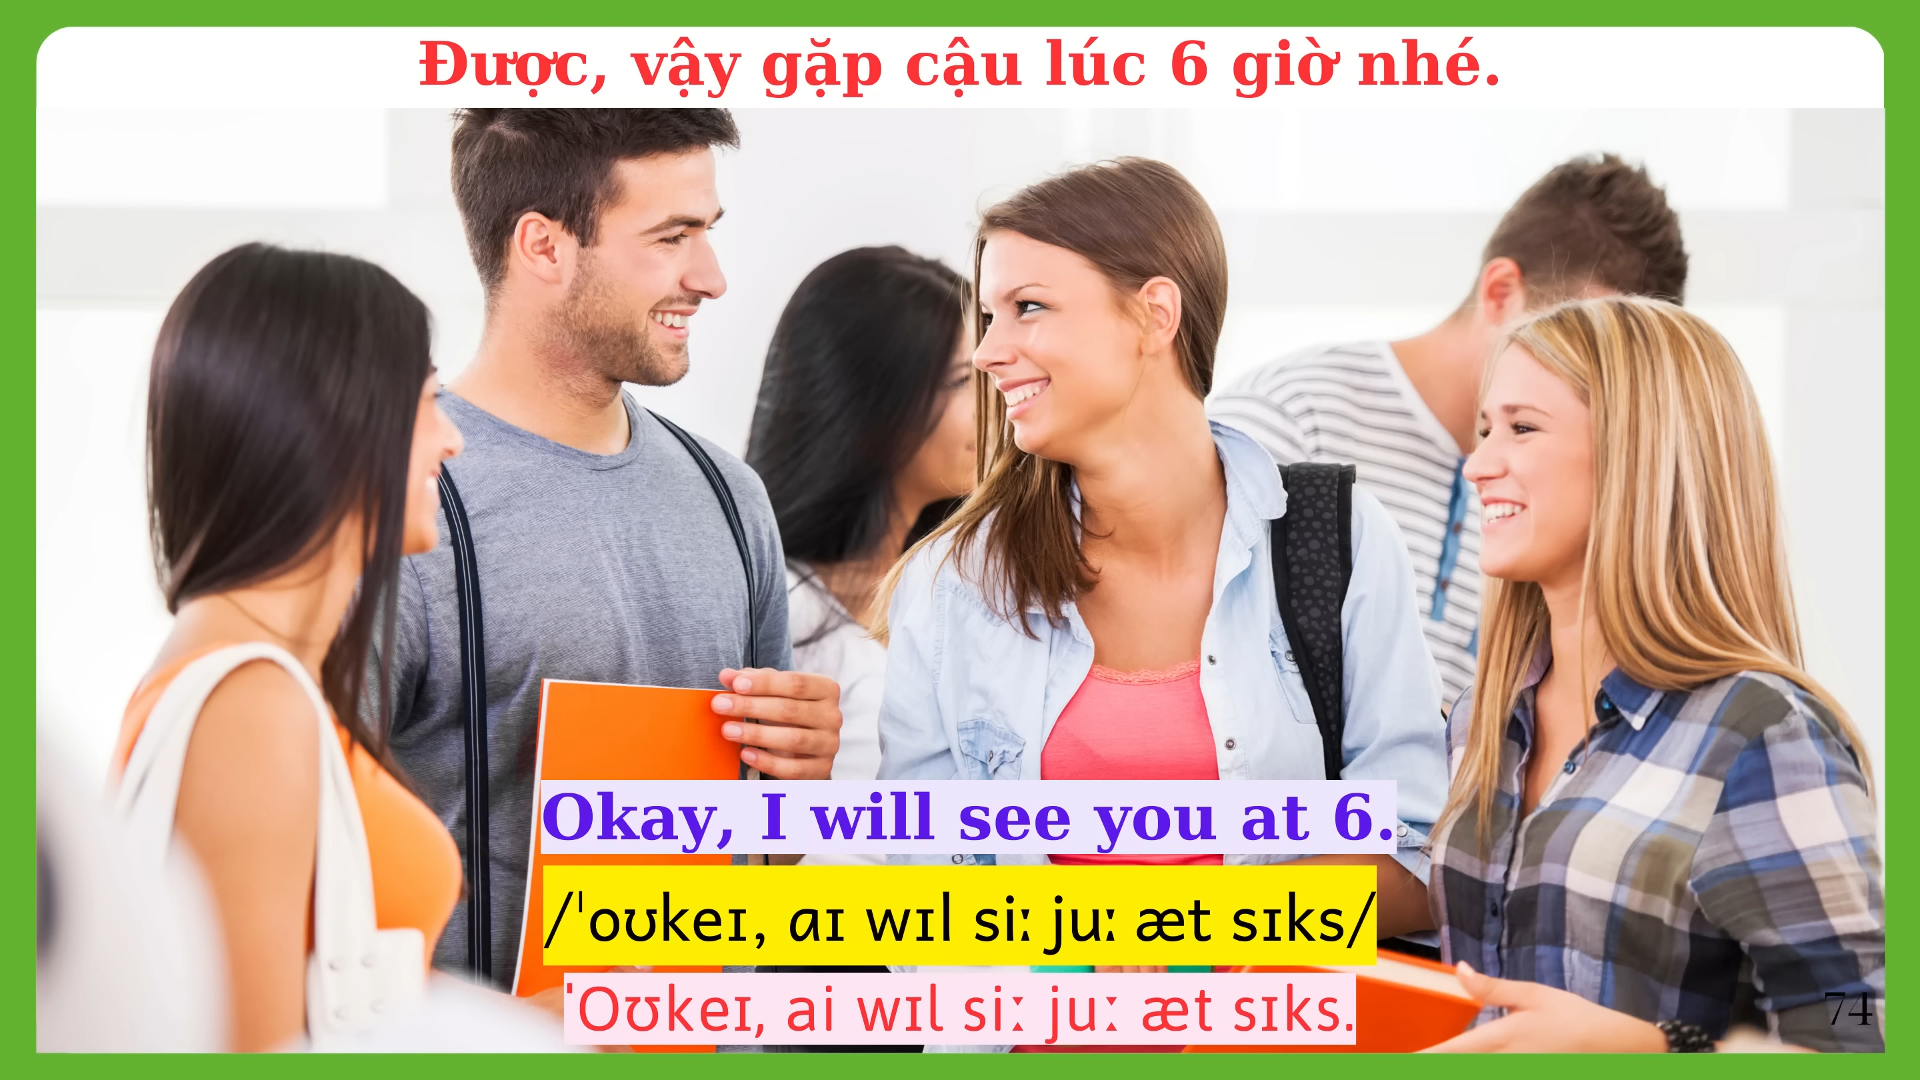 Được, vậy gặp cậu lúc 6 giờ nhé.
Okay, I will see you at 6.
/ˈoʊkeɪ, aɪ wɪl siː juː æt sɪks/
ˈOʊkeɪ, ai wɪl siː juː æt sɪks.
74